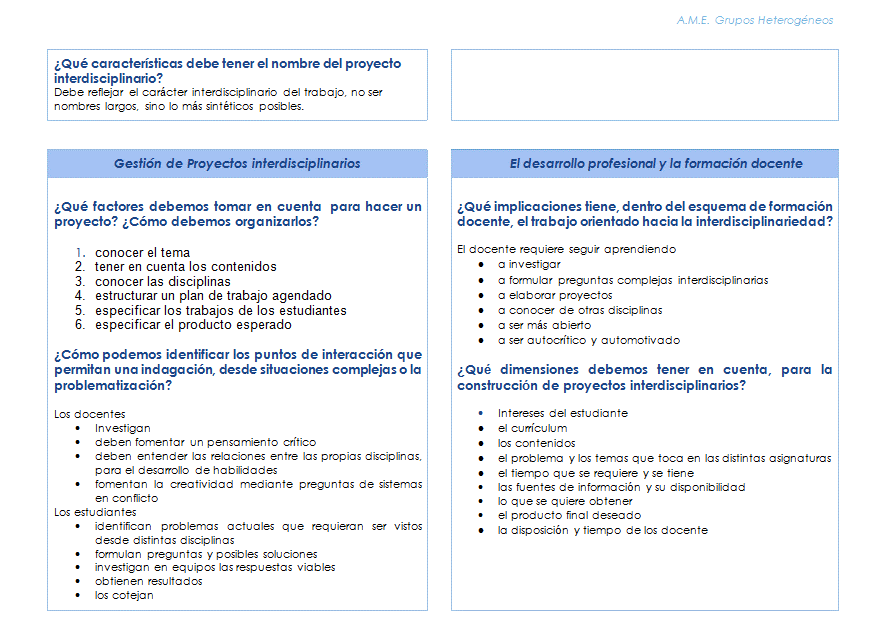 A.M.E. Grupos Heterogéneos
¿Qué características debe tener el nombre del proyecto
interdisciplinario?
Debe reflejar el carácter interdisciplinario del trabajo, no ser
nombres largos, sino lo más sintéticos posibles.
Gestión de Proyectos interdisciplinarios
¿Qué factores debemos tomar en cuenta para hacer un
proyecto? ¿Cómo debemos organizarlos?
1. conocer el tema
2. tener en cuenta los contenidos
3. conocer las disciplinas
4. estructurar un plan de trabajo agendado
5. especificar los trabajos de los estudiantes
6. especificar el producto esperado
¿Cómo podemos identificar los puntos de interacción que
permitan una indagación, desde situaciones complejas o la
problematización?
Los docentes
• Investigan
• deben fomentar un pensamiento crítico
• deben entender las relaciones entre las propias disciplinas,
para el desarrollo de habilidades
• fomentan la creatividad mediante preguntas de sistemas
en conflicto
Los estudiantes
• identifican problemas actuales que requieran ser vistos
desde distintas disciplinas
• formulan preguntas y posibles soluciones
• investigan en equipos las respuestas viables
• obtienen resultados
• los cotejan
El desarrollo profesional y la formación docente
¿Qué implicaciones tiene, dentro del esquema de formación
docente, el trabajo orientado hacia la interdisciplinariedad?
El docente requiere seguir aprendiendo
• a investigar
• a formular preguntas complejas interdisciplinarias
• a elaborar proyectos
• a conocer de otras disciplinas
• a ser más abierto
• a ser autocrítico y automotivado
¿Qué dimensiones debemos tener en cuenta, para la
construcción de proyectos interdisciplinarios?
• Intereses del estudiante
• el currículum
• los contenidos
• el problema y los temas que toca en las distintas asignaturas
• el tiempo que se requiere y se tiene
• las fuentes de información y su disponibilidad
• lo que se quiere obtener
• el producto final deseado
• la disposición y tiempo de los docente